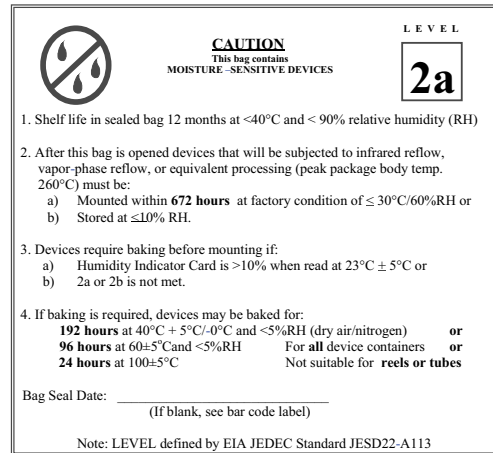 LEVEL
CAUTION
This bag contains
MOISTURE –SENSITIVE DEVICES
2a
1. Shelf life in sealed bag 12 months at <40°C and < 90% relative humidity (RH)
2. After this bag is opened devices that will be subjected to infrared reflow,
vapor-phase reflow, or equivalent processing (peak package body temp.
260°C) must be:
a) Mounted within 672 hours at factory condition of ≤ 30°C/60%RH or
b) Stored at ≤10% RH.
3. Devices require baking before mounting if:
a) Humidity Indicator Card is >10% when read at 23°C ± 5°C or
b) 2a or 2b is not met.
4. If baking is required, devices may be baked for:
192 hours at 40°C + 5°C/-0°C and <5%RH (dry air/nitrogen) or
96 hours at 60±5°Cand <5%RH For all device containers or
24 hours at 100±5°C Not suitable for reels or tubes
Bag Seal Date: ______________________________
(If blank, see bar code label)
Note: LEVEL defined by EIA JEDEC Standard JESD22-A113